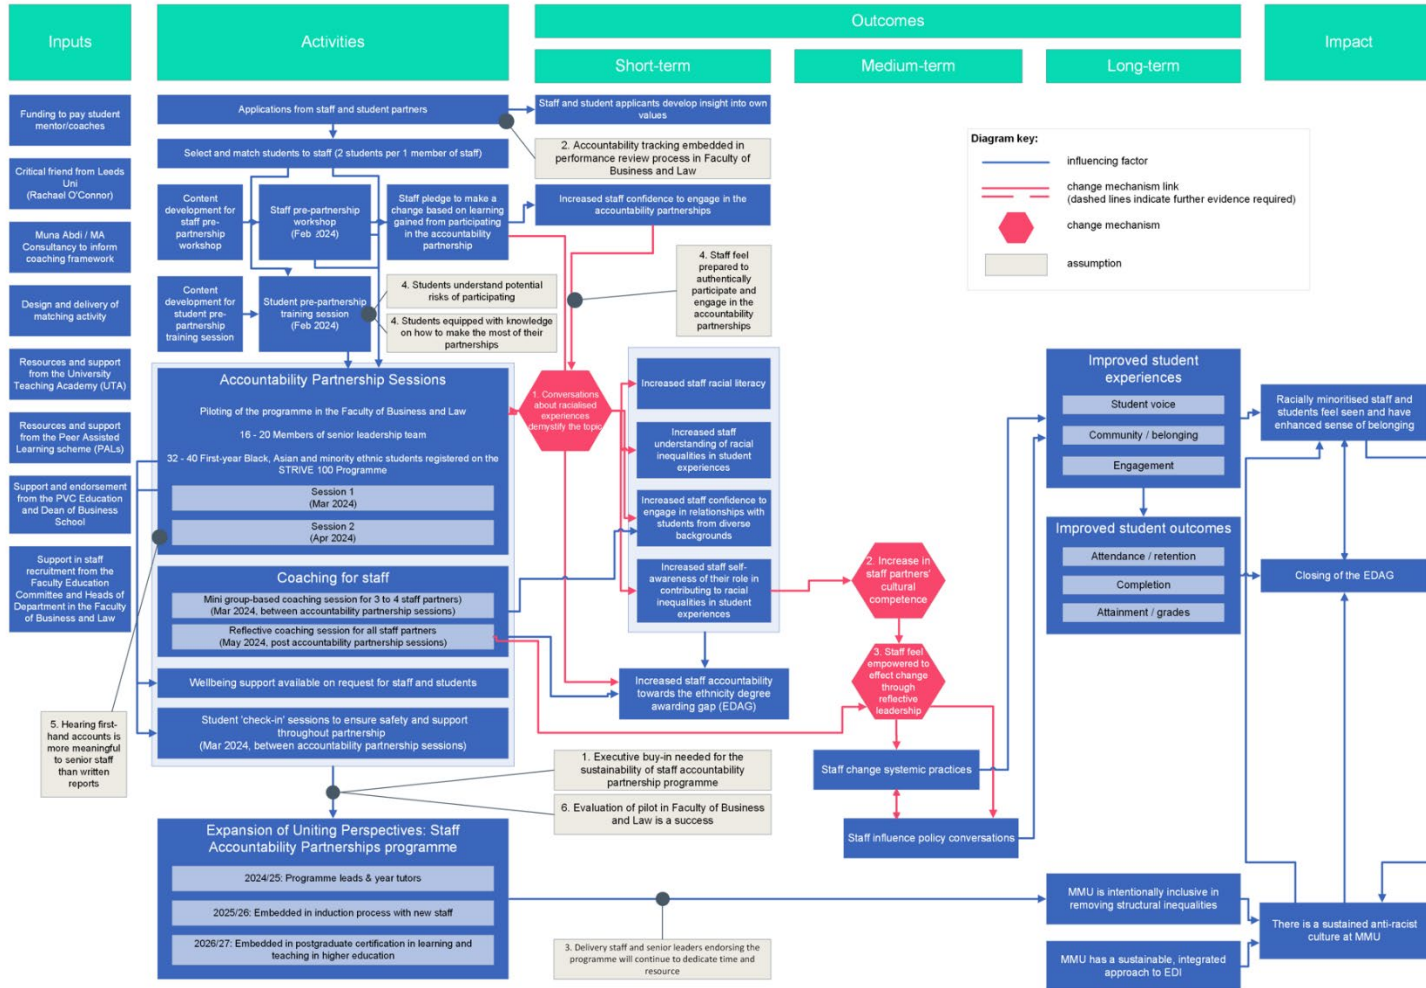 Inputs
Activities
Outcomes
Impact
Short-term
Medium-term
Long-term
Funding to pay student
mentor/coaches
Critical friend from Leeds
Uni
(Rachael O'Connor)
Muna Abdi / MA
Consultancy to inform
coaching framework
Design and delivery of
matching activity
Resources and support
from the University
Teaching Academy (UTA)
Resources and support
from the Peer Assisted
Learning scheme (PALs)
Support and endorsement
from the PVC Education
and Dean of Business
School
Support in staff
recruitment from the
Faculty Education
Committee and Heads of
Department in the Faculty
of Business and Law
Applications from staff and student partners
Select and match students to staff (2 students per 1 member of staff)
Content
development for
staff pre-
partnership
workshop
Staff pre-partnership
workshop
(Feb 2024)
Staff pledge to make a
change based on learning
gained from participating
in the accountability
partnership
Content
development for
student pre-
partnership
training session
Student pre-partnership
training session
(Feb 2024)
4. Students understand potential
risks of participating
4. Students equipped with knowledge
on how to make the most of their
partnerships
Accountability Partnership Sessions
Piloting of the programme in the Faculty of Business and Law
16 - 20 Members of senior leadership team
32 - 40 First-year Black, Asian and minority ethnic students registered on the
STRIVE 100 Programme
Session 1
(Mar 2024)
Session 2
(Apr 2024)
Coaching for staff
Mini group-based coaching session for 3 to 4 staff partners)
(Mar 2024, between accountability partnership sessions)
Reflective coaching session for all staff partners
(May 2024, post accountability partnership sessions)
Wellbeing support available on request for staff and students
Student 'check-in' sessions to ensure safety and support
throughout partnership
(Mar 2024, between accountability partnership sessions)
5. Hearing first-
hand accounts is
more meaningful
to senior staff
than written
reports
Expansion of Uniting Perspectives: Staff
Accountability Partnerships programme
2024/25: Programme leads & year tutors
2025/26: Embedded in induction process with new staff
2026/27: Embedded in postgraduate certification in learning and
teaching in higher education
Staff and student applicants develop insight into own
values
2. Accountability tracking embedded in
performance review process in Faculty of
Business and Law
Increased staff confidence to engage in the
accountability partnerships
4. Staff feel
prepared to
authentically
participate and
engage in the
accountability
partnerships
1. Conversations
about racialised
experiences
demystify the topic
Increased staff racial literacy
Increased staff
understanding of racial
inequalities in student
experiences
Increased staff confidence to
engage in relationships with
students from diverse
backgrounds
Increased staff self-
awareness of their role in
contributing to racial
inequalities in student
experiences
Increased staff accountability
towards the ethnicity degree
awarding gap (EDAG)
1. Executive buy-in needed for the
sustainability of staff accountability
partnership programme
6. Evaluation of pilot in Faculty of Business
and Law is a success
3. Delivery staff and senior leaders endorsing the
programme will continue to dedicate time and
resource
2. Increase in
staff partners'
cultural
competence
3. Staff feel
empowered to
effect change
through
reflective
leadership
Staff change systemic practices
Staff influence policy conversations
Diagram key:
influencing factor
change mechanism link
(dashed lines indicate further evidence required)
change mechanism
assumption
Improved student
experiences
Student voice
Community / belonging
Engagement
Improved student outcomes
Attendance / retention
Completion
Attainment / grades
MMU is intentionally inclusive in
removing structural inequalities
MMU has a sustainable, integrated
approach to EDI
Racially minoritised staff and
students feel seen and have
enhanced sense of belonging
Closing of the EDAG
There is a sustained anti-racist
culture at MMU